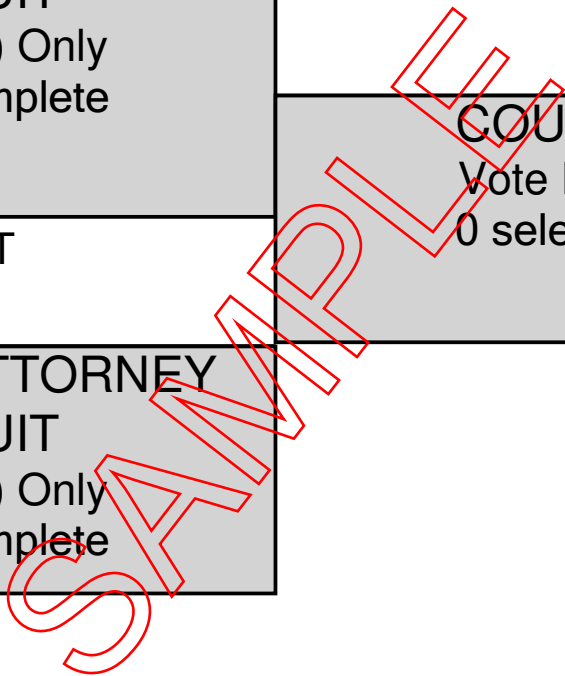 ) Only
mplete
T
TTORNEY
UIT
) Only
mplete
COU
Vote
0 sele
SAMPLE